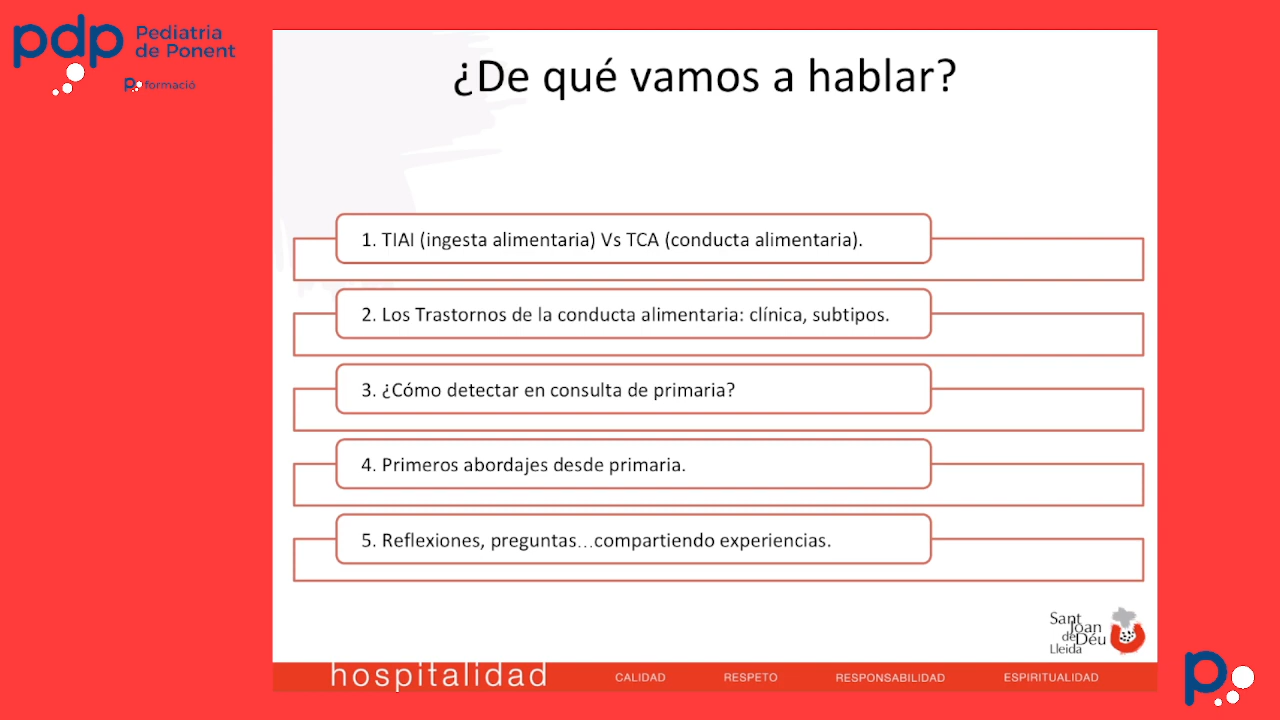 pdp Pediatria
de Ponent
p formació
¿De qué vamos a hablar?
1. TIAI (ingesta alimentaria) Vs TCA (conducta alimentaria).
2. Los Trastornos de la conducta alimentaria: clínica, subtipos.
3. ¿Cómo detectar en consulta de primaria?
4. Primeros abordajes desde primaria.
5. Reflexiones, preguntas...compartiendo experiencias.
Sant
Joan
de Déu
Lleida
hospitalidad CALIDAD RESPETO RESPONSABILIDAD ESPIRITUALIDAD
p